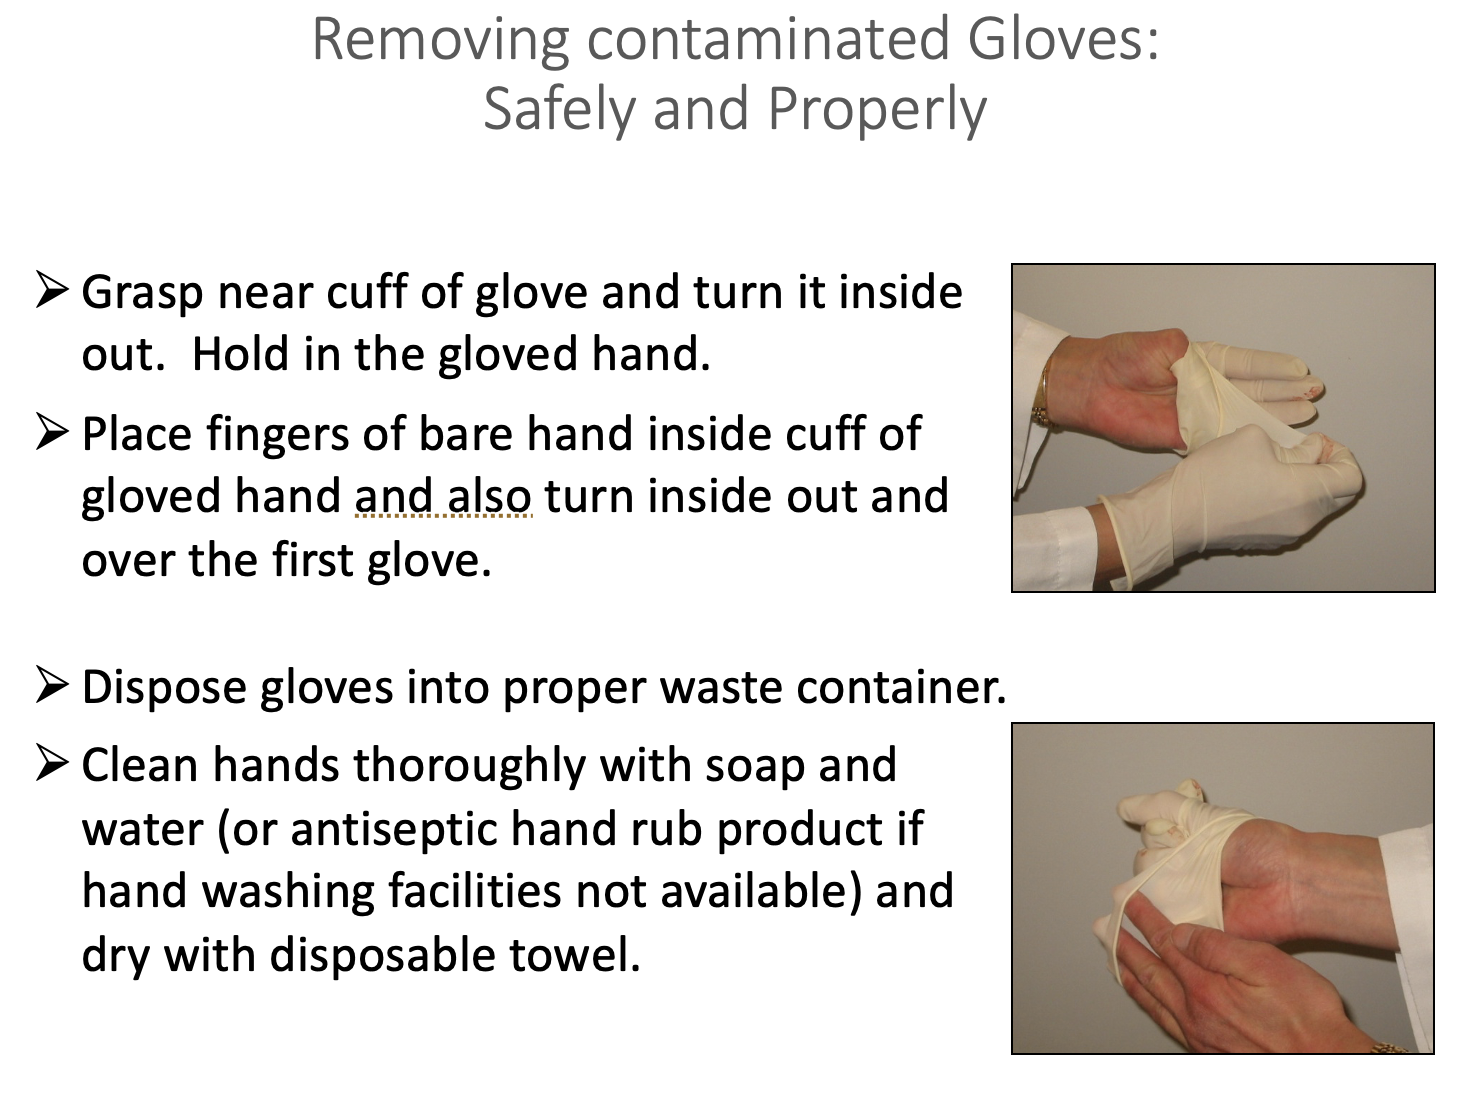 Removing contaminated Gloves:
Safely and Properly
➢ Grasp near cuff of glove and turn it inside
out.  Hold in the gloved hand.
➢ Place fingers of bare hand inside cuff of
gloved hand and also turn inside out and
over the first glove.
➢ Dispose gloves into proper waste container.
➢ Clean hands thoroughly with soap and
water (or antiseptic hand rub product if
hand washing facilities not available) and
dry with disposable towel.